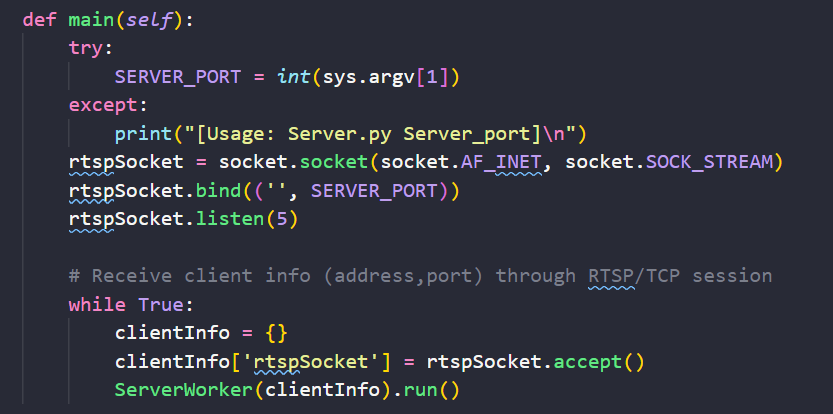 def main(self):
    try:
        SERVER_PORT = int(sys.argv[1])
    except:
        print("[Usage: Server.py Server_port]\n")
    rtspSocket = socket.socket(socket.AF_INET, socket.SOCK_STREAM)
    rtspSocket.bind(('', SERVER_PORT))
    rtspSocket.listen(5)

    # Receive client info (address,port) through RTSP/TCP session
    while True:
        clientInfo = {}
        clientInfo['rtspSocket'] = rtspSocket.accept()
        ServerWorker(clientInfo).run()